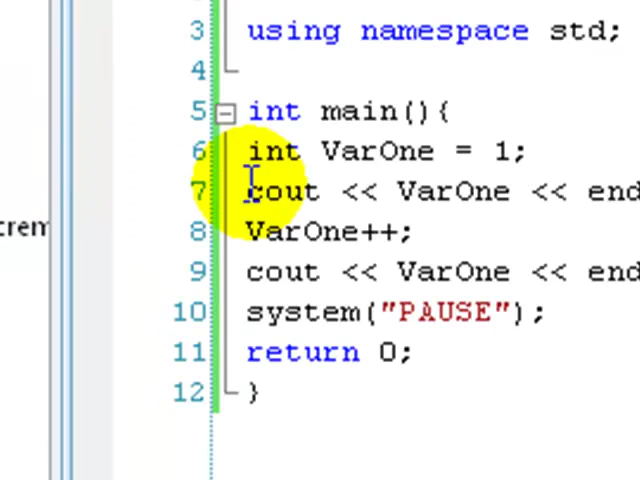 3 using namespace std;
4
5 int main(){
6 int VarOne = 1;
7 cout << VarOne << end
8 VarOne++;
9 cout << VarOne << end
10 system("PAUSE");
11 return 0;
12 }
crem